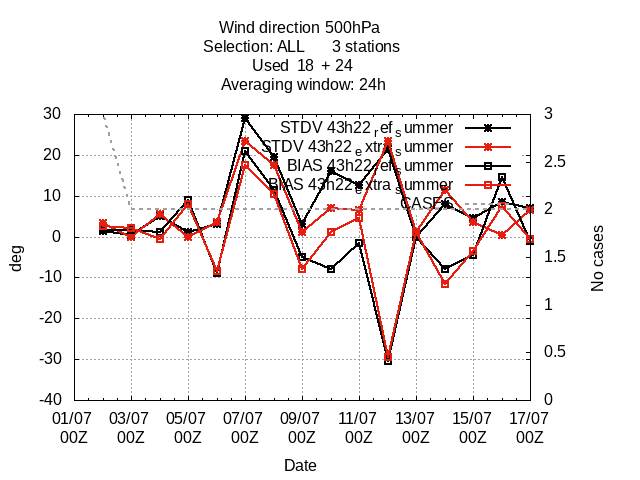 Wind direction 500hPa
Selection: ALL 3 stations
Used 18 + 24
Averaging window: 24h
30
20
10
0
-10
-20
-30
-40
deg
3
2.5
2
1.5
1
0.5
0
No cases
STDV 43h22_ref_summer
STDV 43h22_extra_summer
BIAS 43h22_ref_summer
BIAS 43h22_extra_summer
CASES
01/07 03/07 05/07 07/07 09/07 11/07 13/07 15/07 17/07
00Z 00Z 00Z 00Z 00Z 00Z 00Z 00Z 00Z
Date